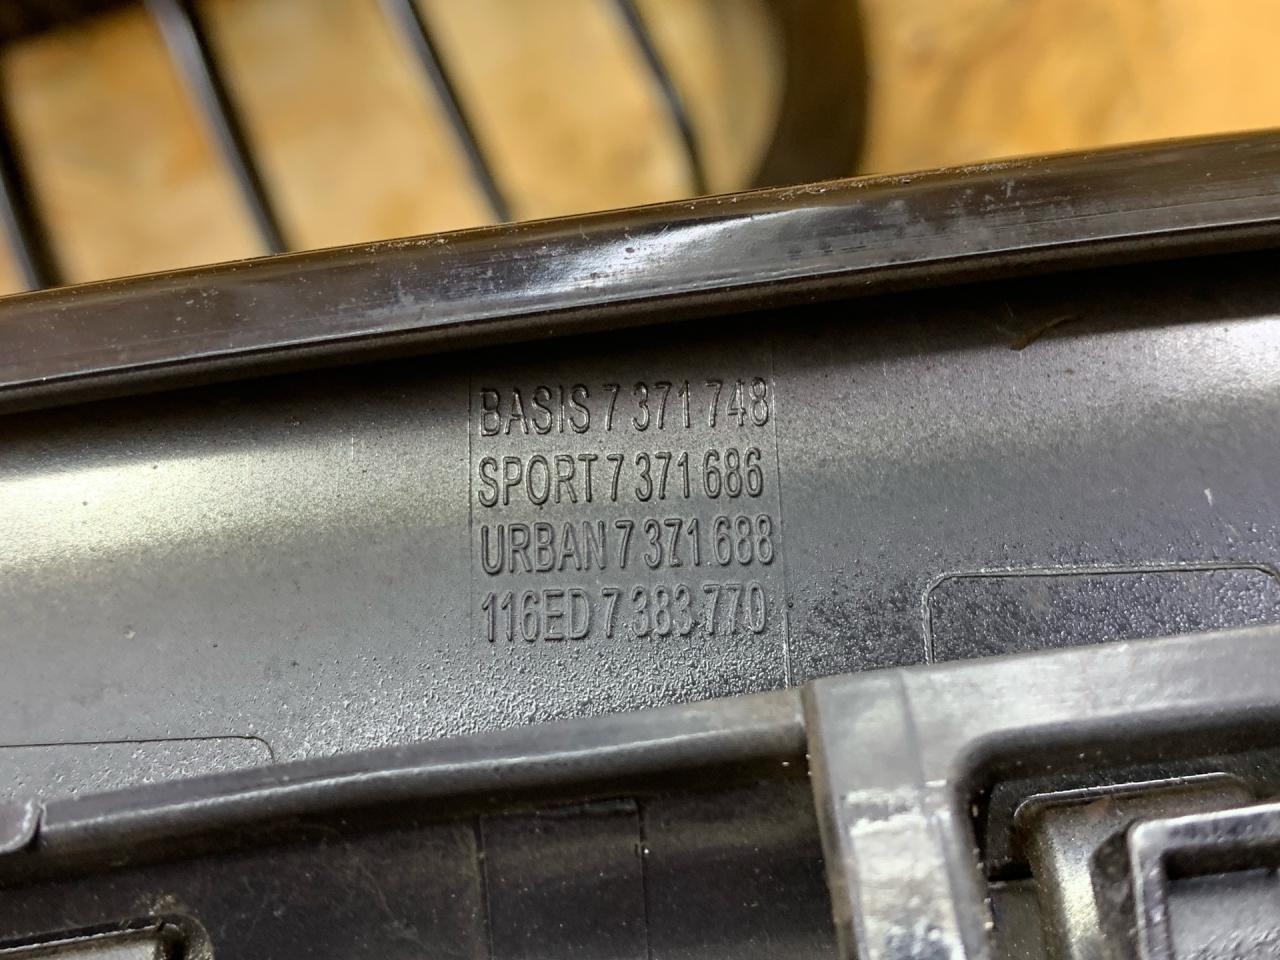 BASIS 7 371 748
SPORT 7 371 686
URBAN 7 371 688
116ED 7 383 770